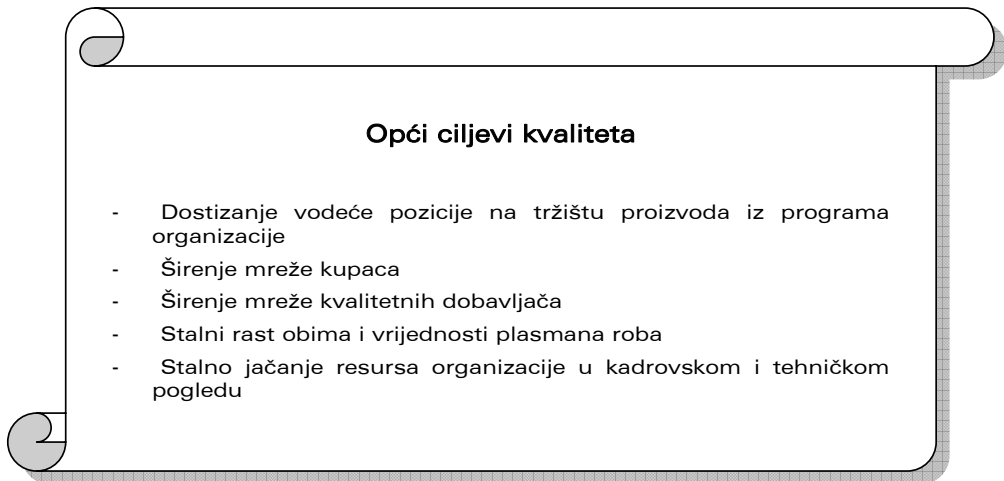 Opći ciljevi kvaliteta
- Dostizanje vodeće pozicije na tržištu proizvoda iz programa
organizacije
- Širenje mreže kupaca
- Širenje mreže kvalitetnih dobavljača
- Stalni rast obima i vrijednosti plasmana roba
- Stalno jačanje resursa organizacije u kadrovskom i tehničkom
pogledu